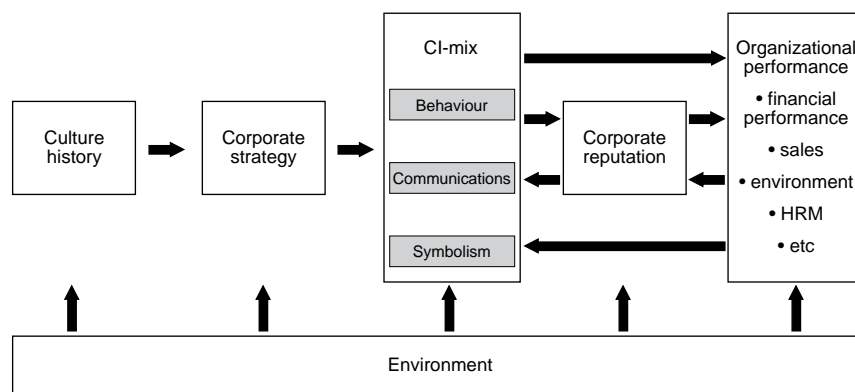 Culture
history
Corporate
strategy
CI-mix
Behaviour
Communications
Symbolism
Corporate
reputation
Organizational
performance
• financial
performance
• sales
• environment
• HRM
• etc
Environment